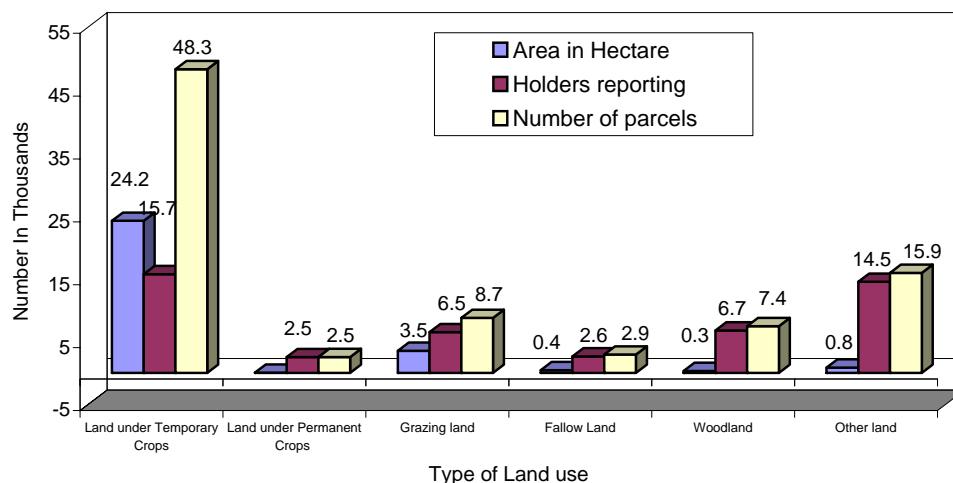 55
45
35
25
15
5
-5
Number In Thousands
Area in Hectare
Holders reporting
Number of parcels
24.2
15.7
48.3
2.5
2.5
3.5
6.5
8.7
0.4
2.6
2.9
0.3
6.7
7.4
0.8
14.5
15.9
Land under Temporary
Crops
Land under Permanent
Crops
Grazing land
Fallow Land
Woodland
Other land
Type of Land use